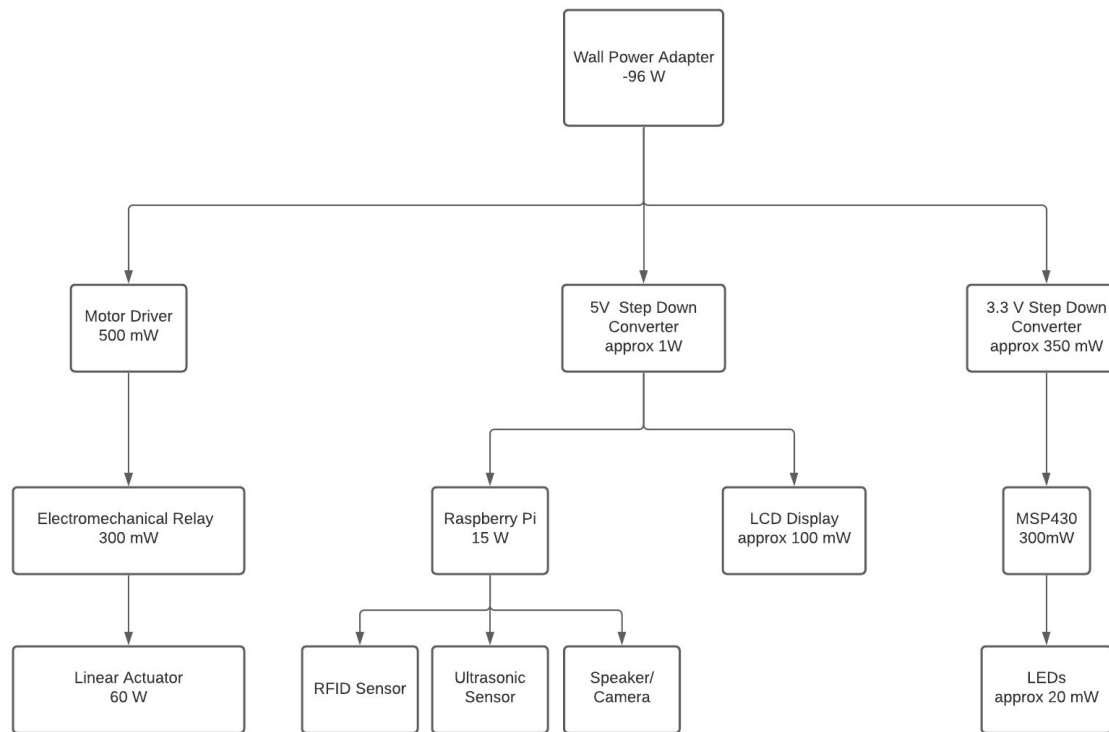 Wall Power Adapter
-96 W
Motor Driver
500 mW
5V Step Down
Converter
approx 1W
3.3 V Step Down
Converter
approx 350 mW
Electromechanical Relay
300 mW
Raspberry Pi
15 W
LCD Display
approx 100 mW
MSP430
300mW
Linear Actuator
60 W
RFID Sensor
Ultrasonic
Sensor
Speaker/
Camera
LEDs
approx 20 mW